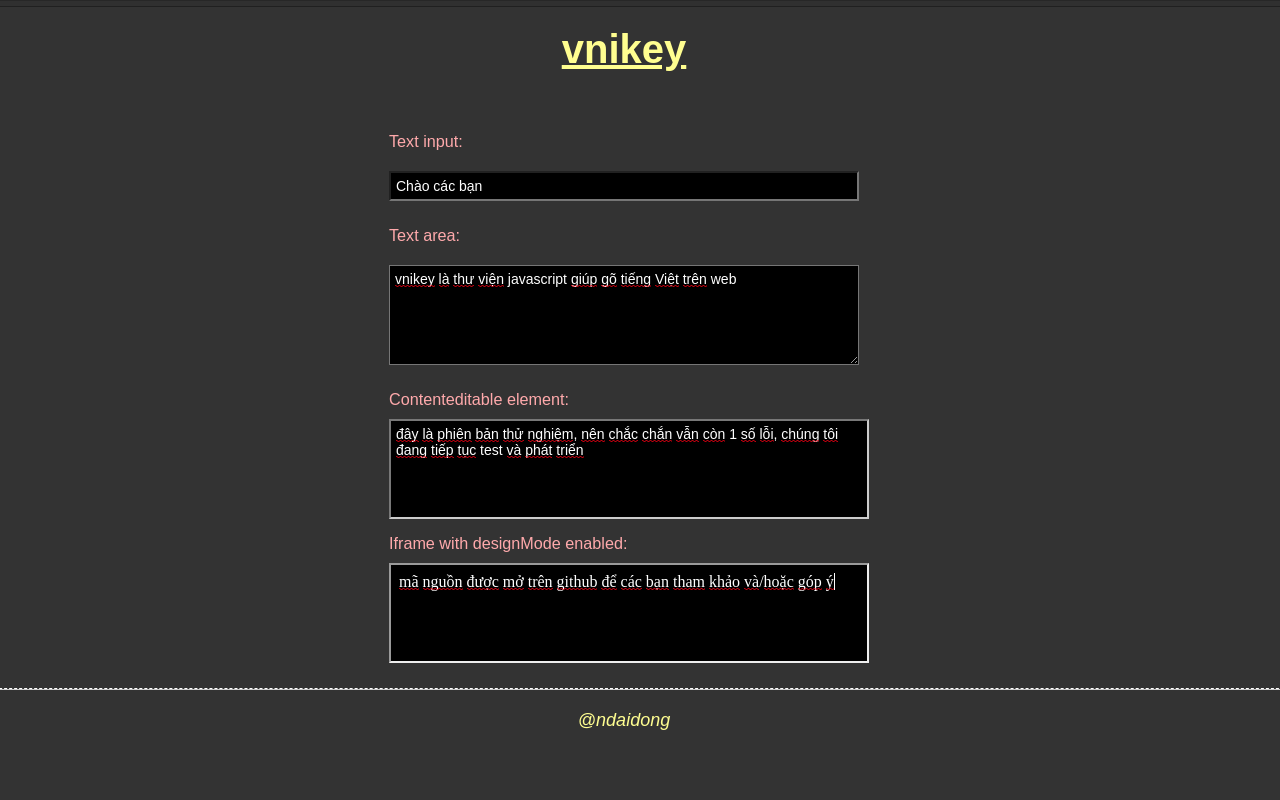 vnikey
Text input:
Chào các bạn
Text area:
vnikey là thư viện javascript giúp gõ tiếng Việt trên web
Contenteditable element:
đây là phiên bản thử nghiệm, nên chắc chắn vẫn còn 1 số lỗi, chúng tôi
đang tiếp tục test và phát triển
Iframe with designMode enabled:
mã nguồn được mở trên github để các bạn tham khảo và/hoặc góp ý
@ndaidong